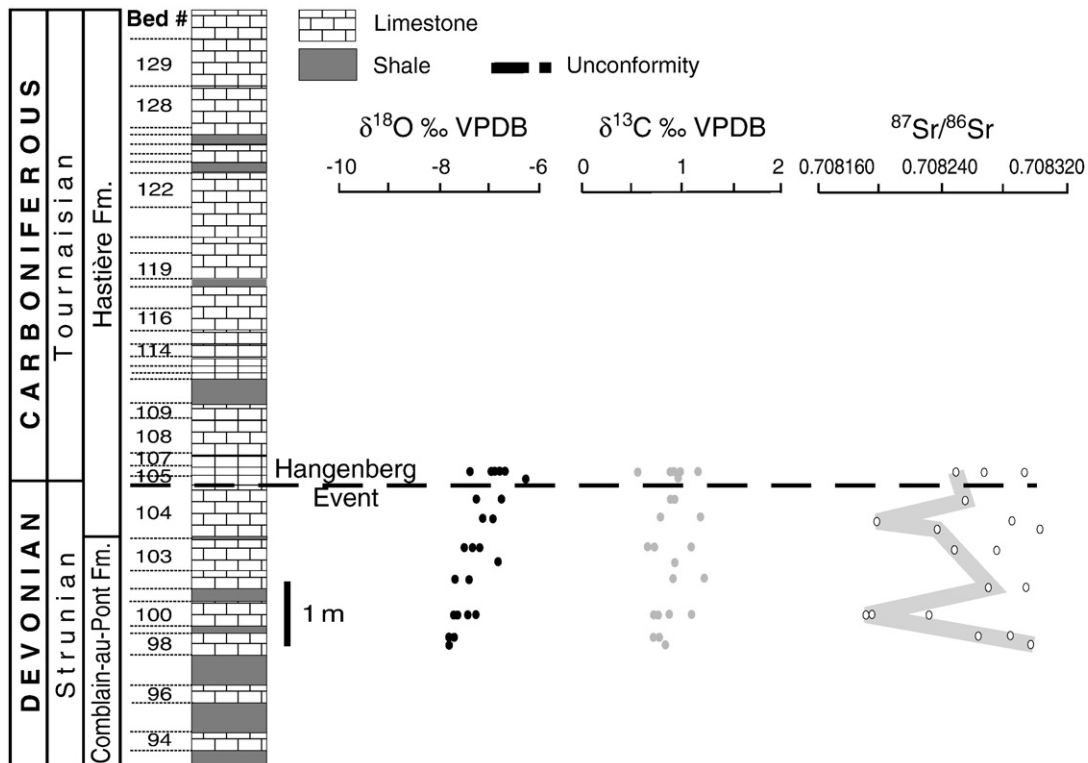 Bed #
Limestone
Shale
Unconformity
CARBONIFEROUS
Tournaisian
Hastière Fm.
DEVONIAN
Strunian
Comblain-au-Pont Fm.
129
128
122
119
116
114
109
108
107
105
104
103
100
98
96
94
δ18O ‰ VPDB
-10 -8 -6
δ13C ‰ VPDB
0 1 2
87Sr/86Sr
0.708160 0.708240 0.708320
Hangenberg
Event
1 m